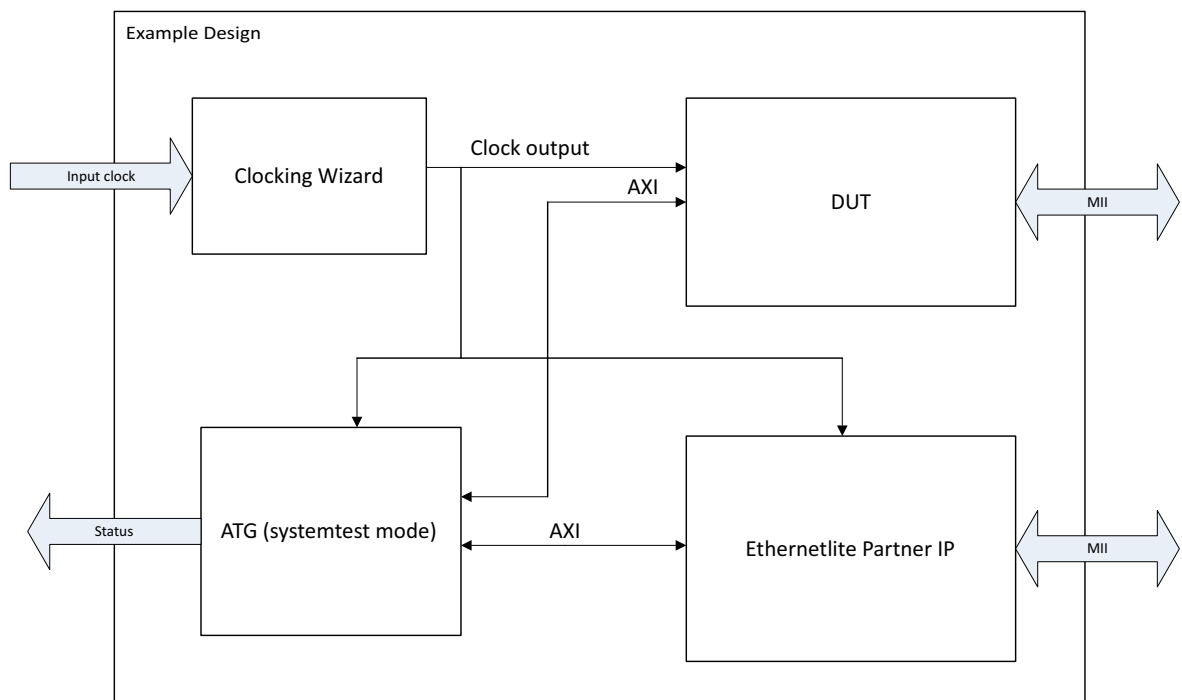 Example Design
Clock output
Input clock
Clocking Wizard
AXI
DUT
MII
ATG (systemtest mode)
AXI
Status
Ethernetlite Partner IP
MII